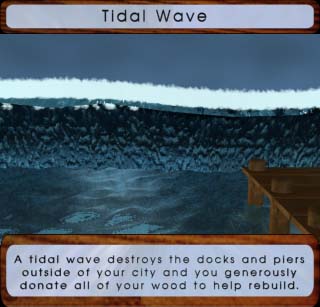 Tidal Wave
A tidal wave destroys the docks and piers
outside of your city and you generously
donate all of your wood to help rebuild.